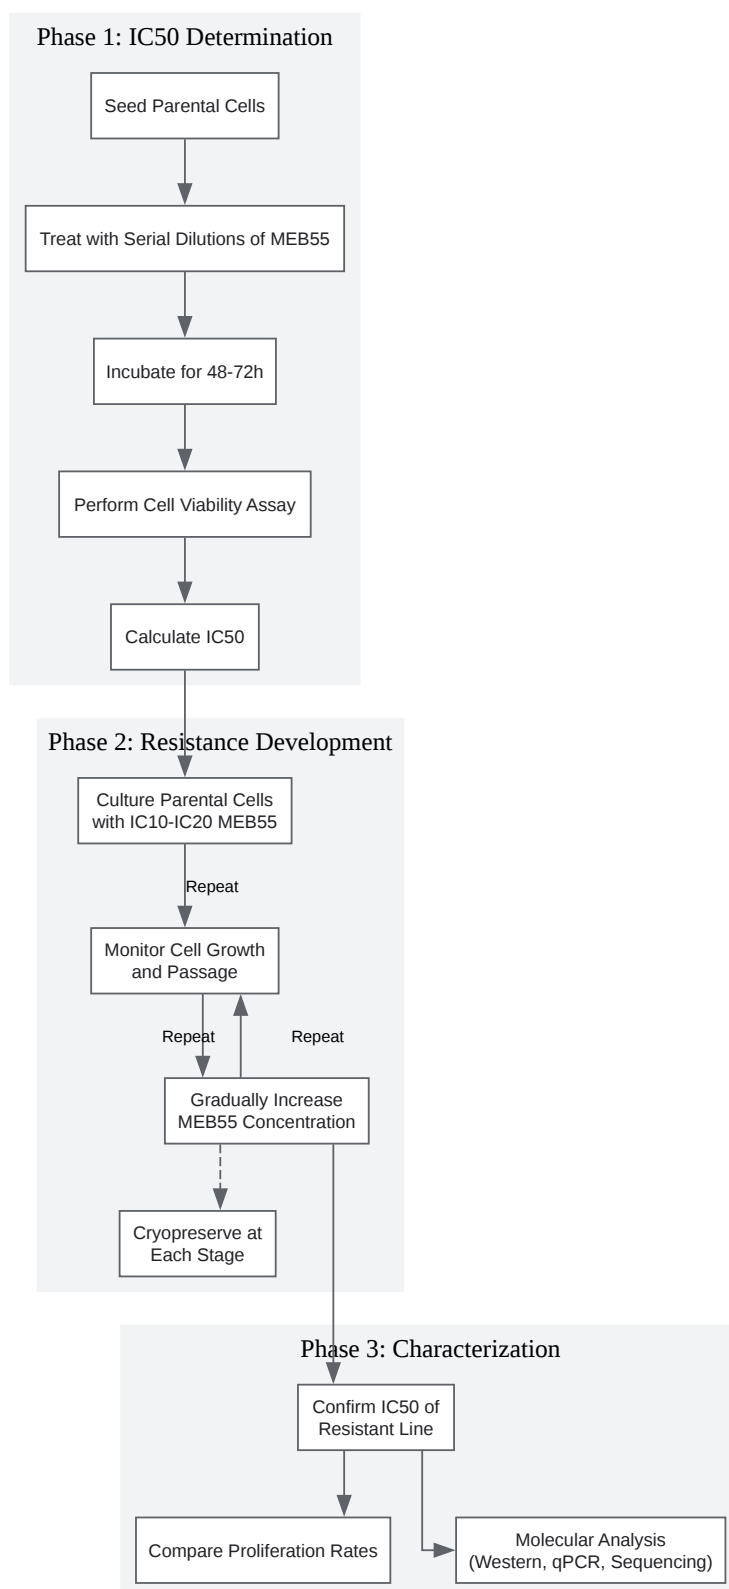 Phase 1: IC50 Determination
Seed Parental Cells
Treat with Serial Dilutions of MEB55
Incubate for 48-72h
Perform Cell Viability Assay
Calculate IC50
Phase 2: Resistance Development
Culture Parental Cells
with IC10-IC20 MEB55
Repeat
Monitor Cell Growth
and Passage
Repeat
Repeat
Gradually Increase
MEB55 Concentration
Cryopreserve at
Each Stage
Phase 3: Characterization
Confirm IC50 of
Resistant Line
Compare Proliferation Rates
Molecular Analysis
(Western, qPCR, Sequencing)